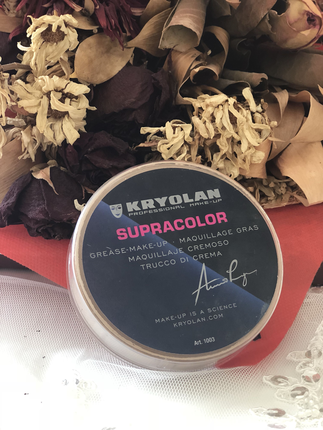 KRYOLAN
PROFESSIONAL MAKE-UP
SUPRACOLOR
GREASE-MAKE-UP · MAQUILLAGE GRAS
MAQUILLAJE CREMOSO
TRUCCO DI CREMA
MAKE-UP IS A SCIENCE
KRYOLAN.COM
Art. 1003